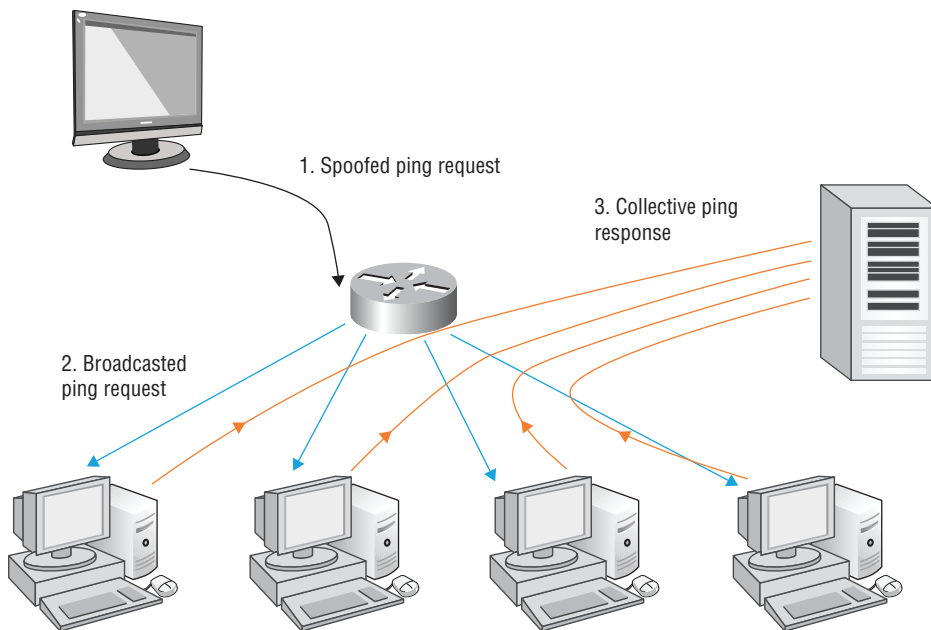 1. Spoofed ping request
3. Collective ping
response
2. Broadcasted
ping request